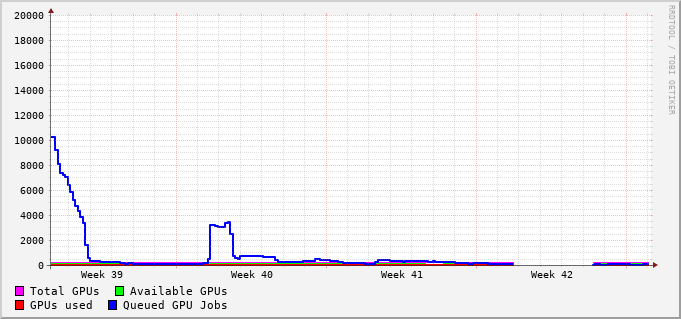 20000
18000
16000
14000
12000
10000
8000
6000
4000
2000
0
Week 39 Week 40 Week 41 Week 42
Total GPUs Available GPUs
GPUs used Queued GPU Jobs
RRDTOOL / TOBI OETIKER